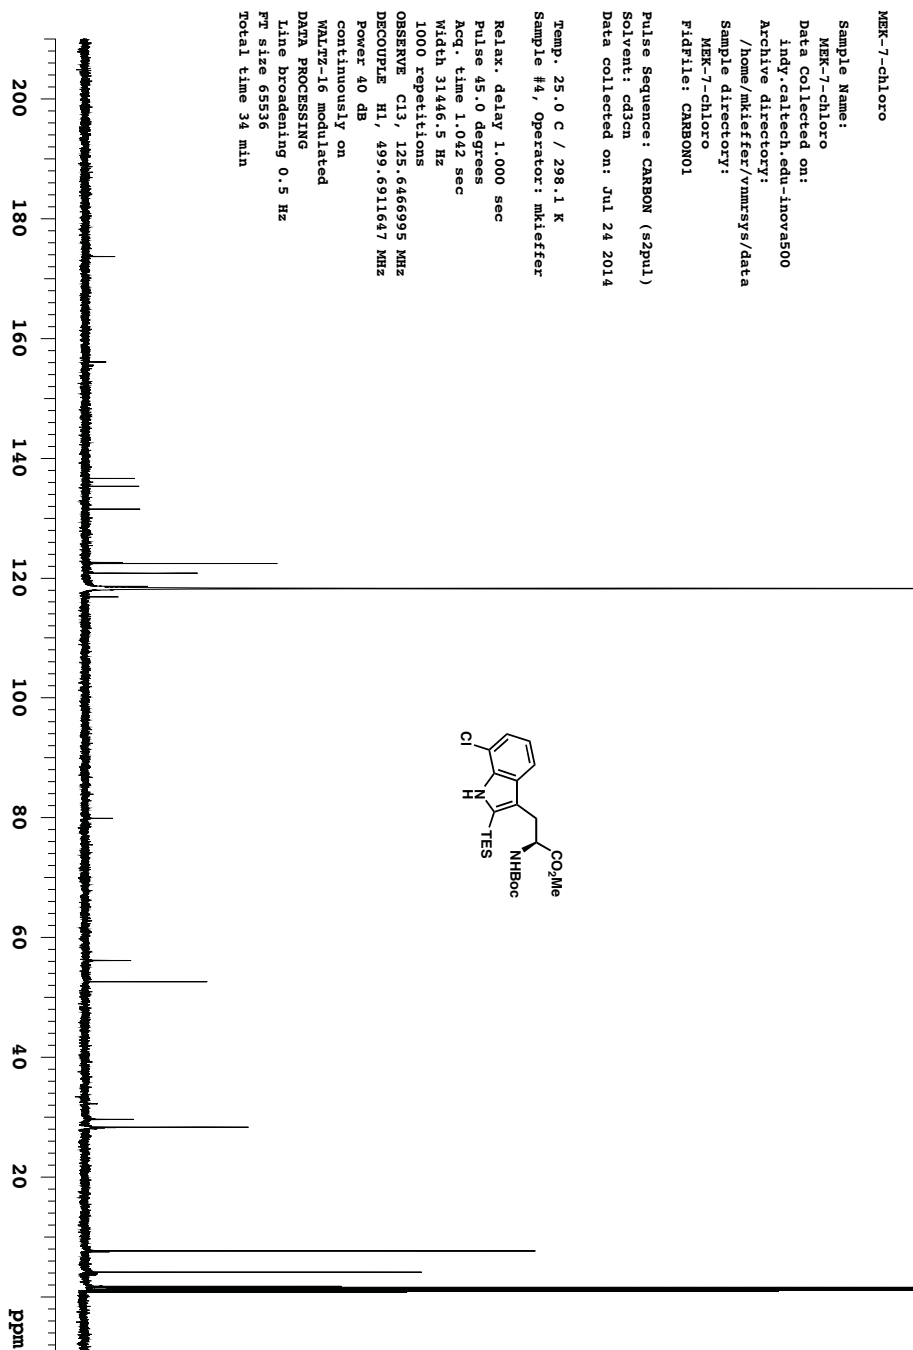 MEK-7-chloro
Sample Name:
MEK-7-chloro
Data Collected on:
indy.caltech.edu-inova500
Archive directory:
/home/mkieffer/vnmrsys/data
Sample directory:
MEK-7-chloro
FidFile: CARBON01
Pulse Sequence: CARBON (s2pul)
Solvent: cd3cn
Data collected on: Jul 24 2014
Temp. 25.0 C / 298.1 K
Sample #4, Operator: mkieffer
Relax. delay 1.000 sec
Pulse 45.0 degrees
Acq. time 1.042 sec
Width 31446.5 Hz
1000 repetitions
OBSERVE C13, 125.6466995 MHz
DECOUPLE H1, 499.6911647 MHz
Power 40 dB
continuously on
WALTZ-16 modulated
DATA PROCESSING
Line broadening 0.5 Hz
FT size 65536
Total time 34 min
CO2Me
NHBoc
TES
N
H
Cl
200 180 160 140 120 100 80 60 40 20 ppm